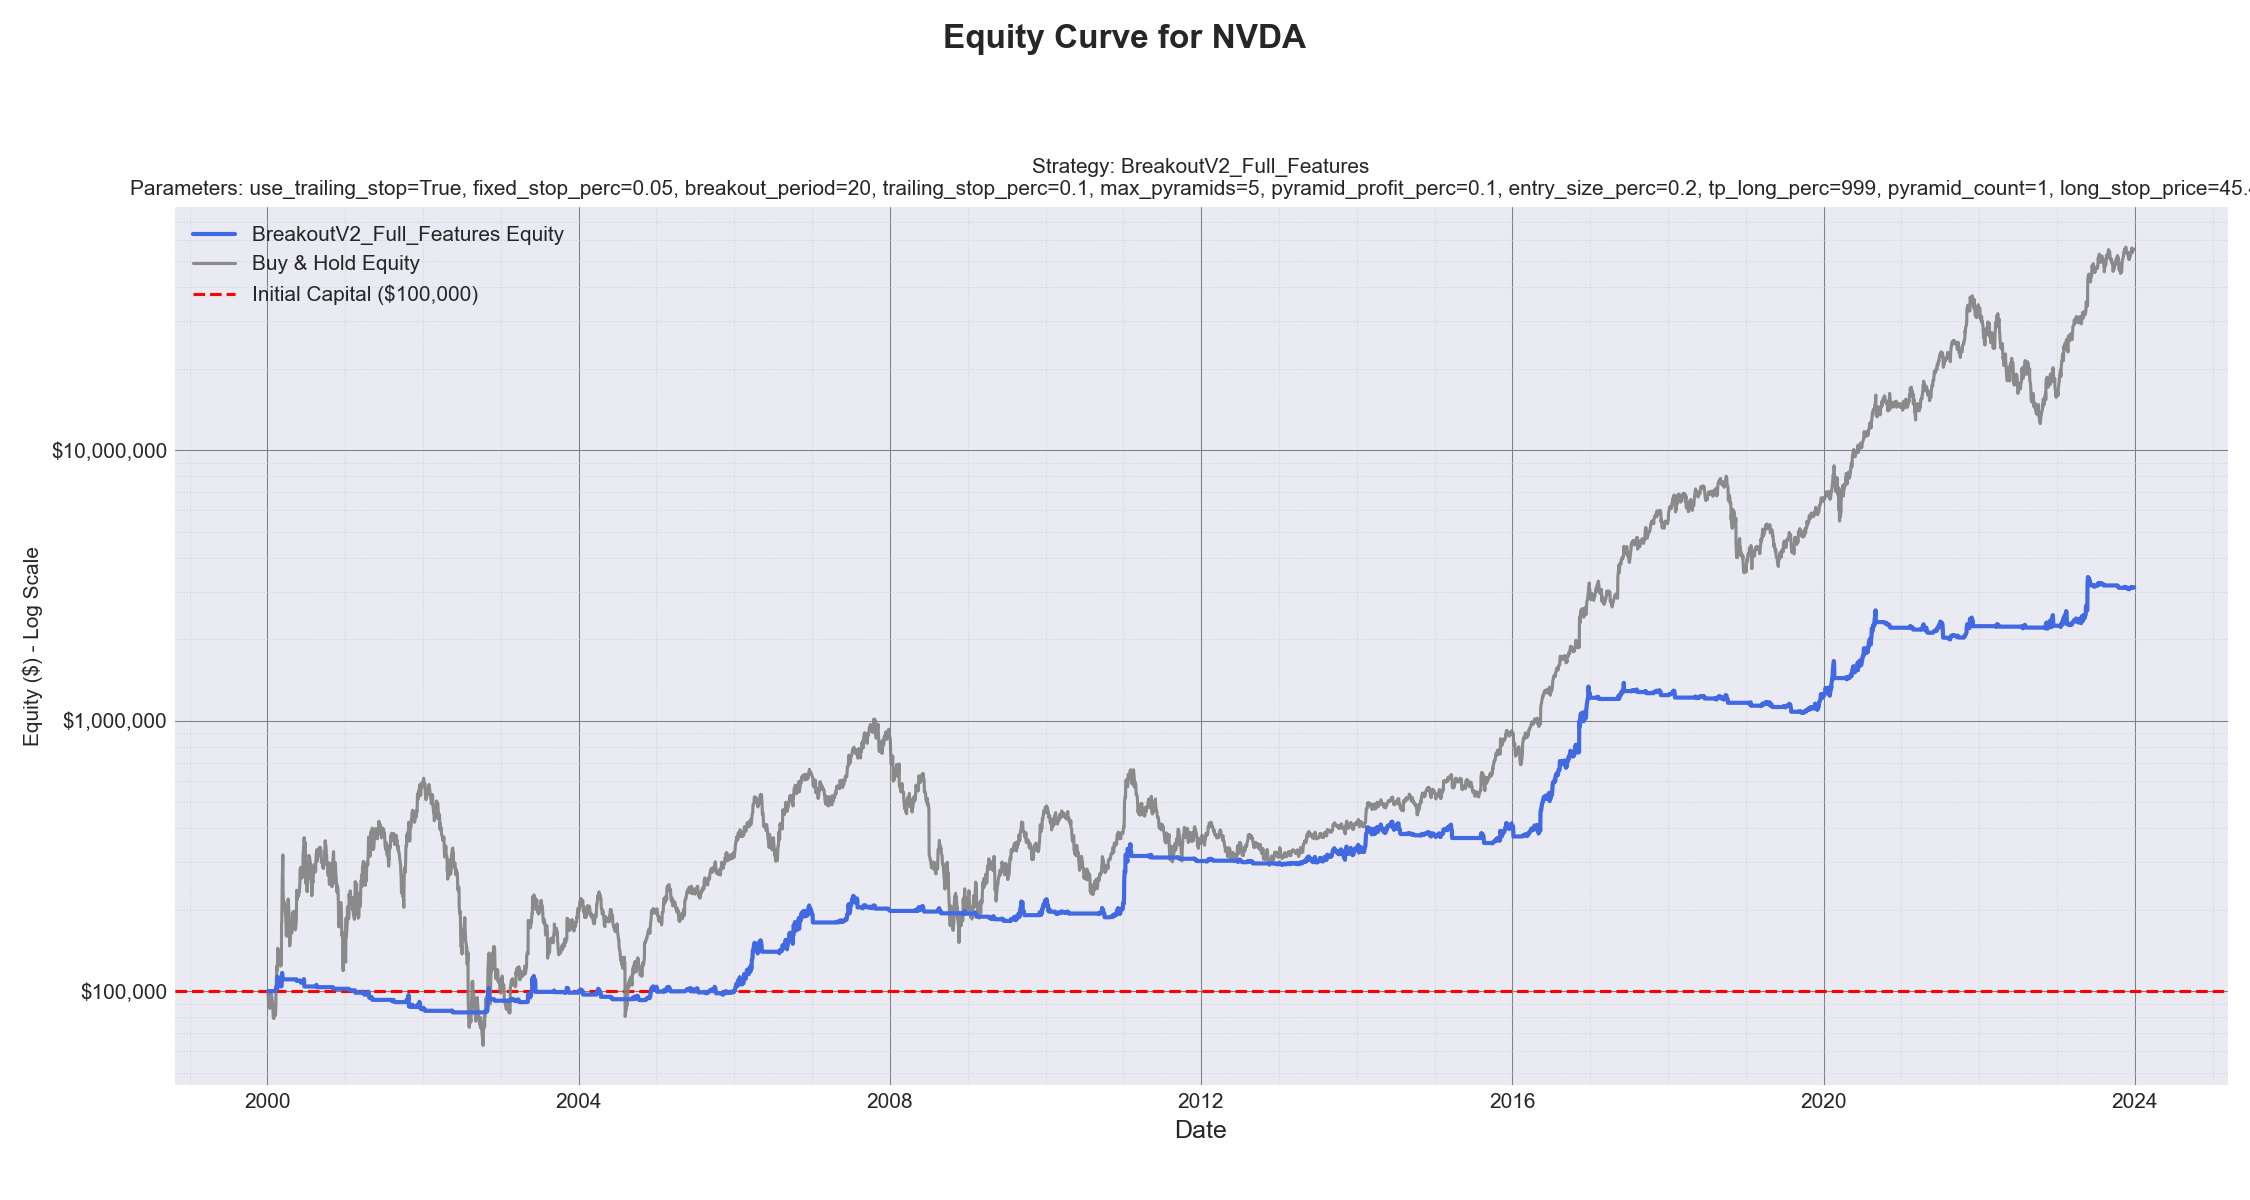 Equity Curve for NVDA
Strategy: BreakoutV2_Full_Features
Parameters: use_trailing_stop=True, fixed_stop_perc=0.05, breakout_period=20, trailing_stop_perc=0.1, max_pyramids=5, pyramid_profit_perc=0.1, entry_size_perc=0.2, tp_long_perc=999, pyramid_count=1, long_stop_price=45.
BreakoutV2_Full_Features Equity
Buy & Hold Equity
Initial Capital ($100,000)
Equity ($) - Log Scale
$10,000,000
$1,000,000
$100,000
2000
2004
2008
2012
2016
2020
2024
Date